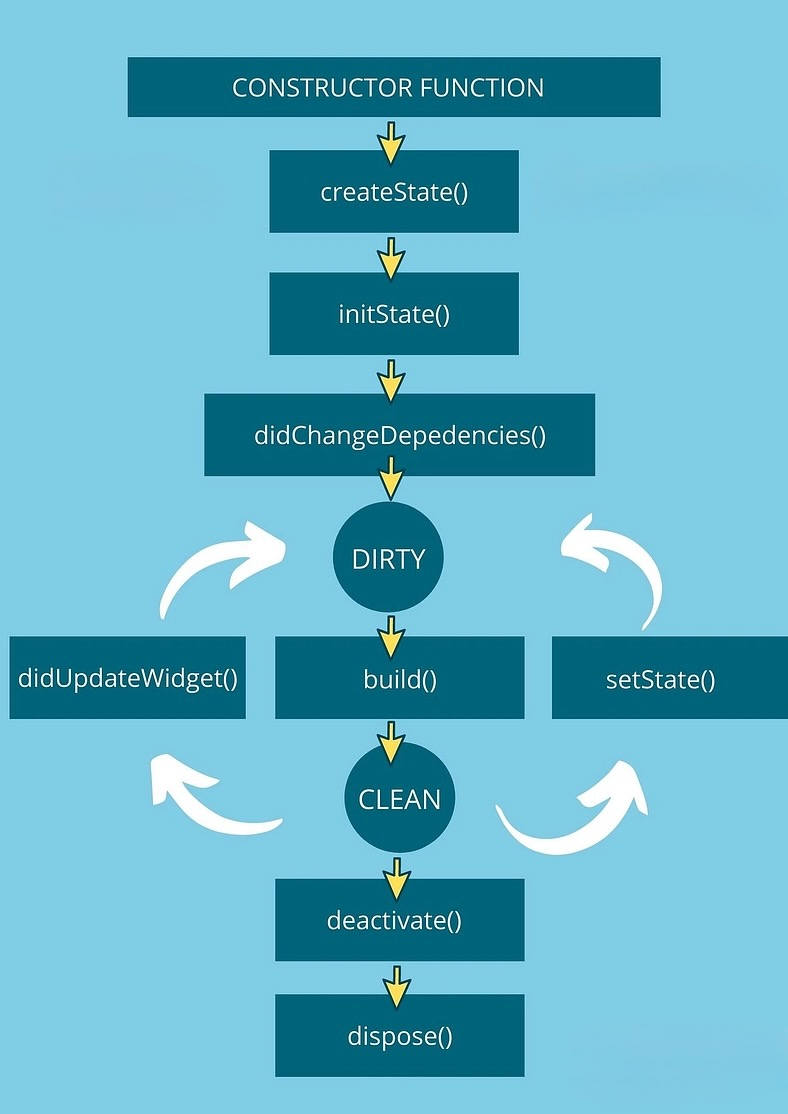 CONSTRUCTOR FUNCTION
createState()
initState()
didChangeDepedencies()
DIRTY
didUpdateWidget()
build()
setState()
CLEAN
deactivate()
dispose()